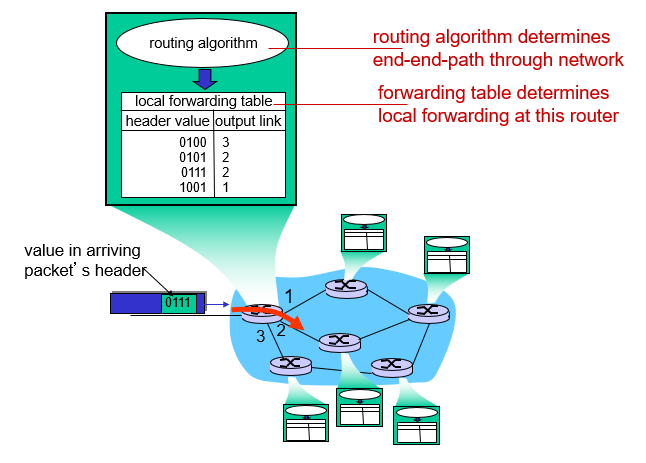 routing algorithm
routing algorithm determines
end-end-path through network
local forwarding table
forwarding table determines
local forwarding at this router
header value output link
0100 3
0101 2
0111 2
1001 1
value in arriving
packet’s header
0111
1
2
3